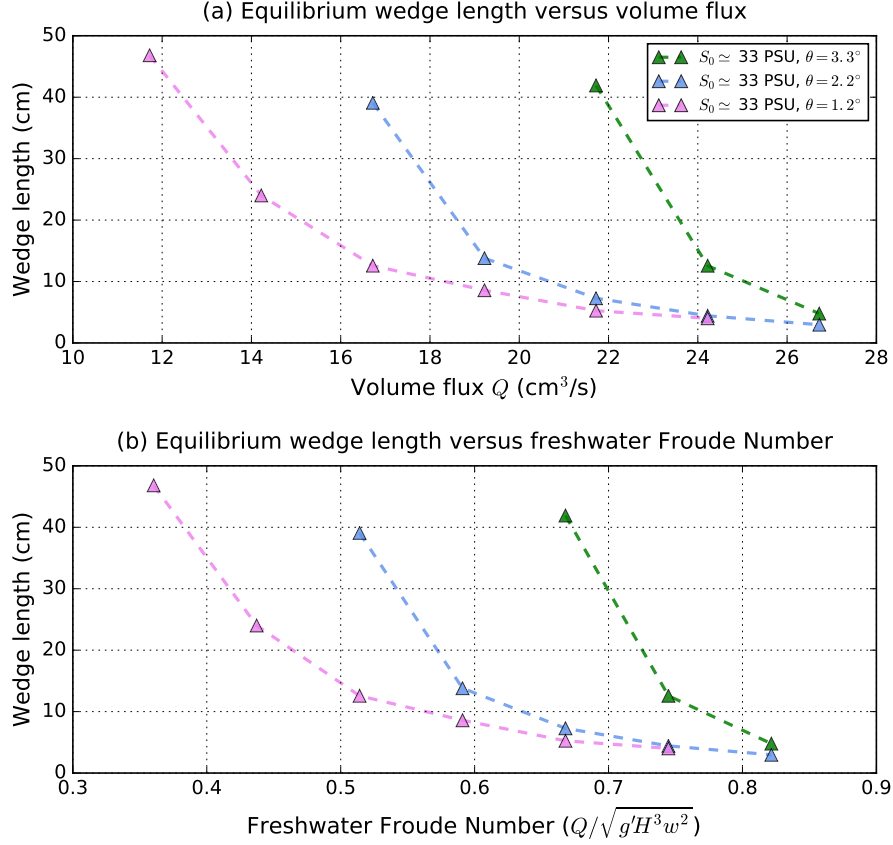 (a) Equilibrium wedge length versus volume flux
50
40
30
20
10
0
Wedge length (cm)
S₀ ≃ 33 PSU, θ = 3.3°
S₀ ≃ 33 PSU, θ = 2.2°
S₀ ≃ 33 PSU, θ = 1.2°
10 12 14 16 18 20 22 24 26 28
Volume flux Q (cm³/s)
(b) Equilibrium wedge length versus freshwater Froude Number
50
40
30
20
10
0
Wedge length (cm)
0.3 0.4 0.5 0.6 0.7 0.8 0.9
Freshwater Froude Number (Q/√g′H³w²)